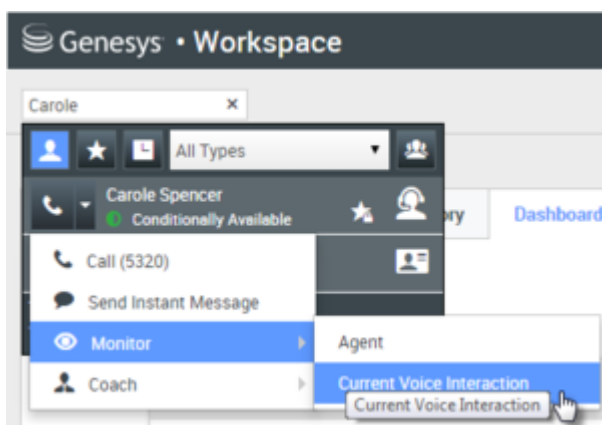 Genesys • Workspace
Carole ×
All Types
Carole Spencer
Conditionally Available
ory Dashboard
Call (5320)
Send Instant Message
Monitor Agent
Coach Current Voice Interaction
Current Voice Interaction